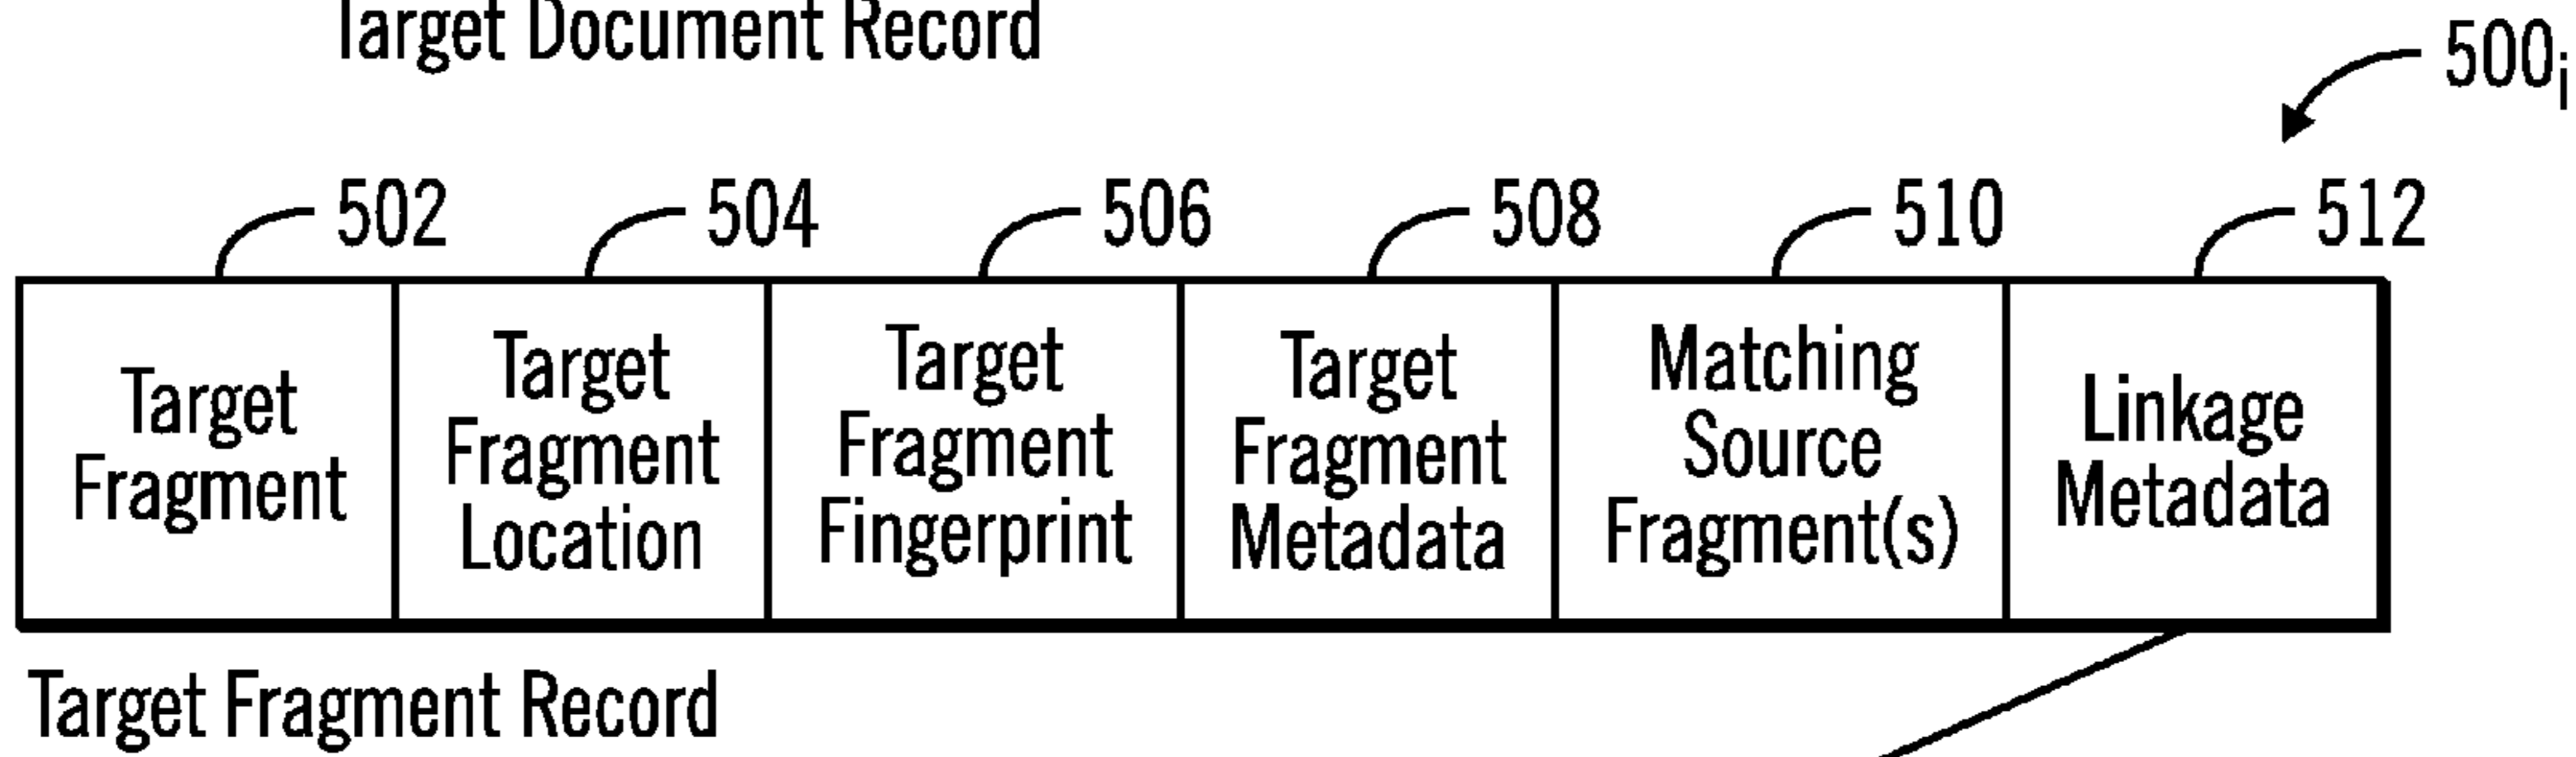 Target Document Record
500i
502 504 506 508 510 512
Target
Fragment
Target
Fragment
Location
Target
Fragment
Fingerprint
Target
Fragment
Metadata
Matching
Source
Fragment(s)
Linkage
Metadata
Target Fragment Record